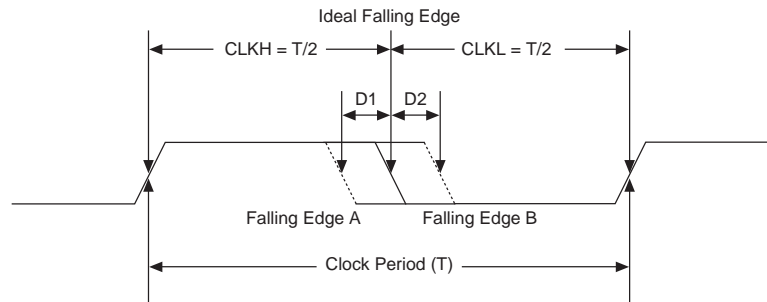 Ideal Falling Edge
CLKH = T/2
CLKL = T/2
D1
D2
Falling Edge A
Falling Edge B
Clock Period (T)